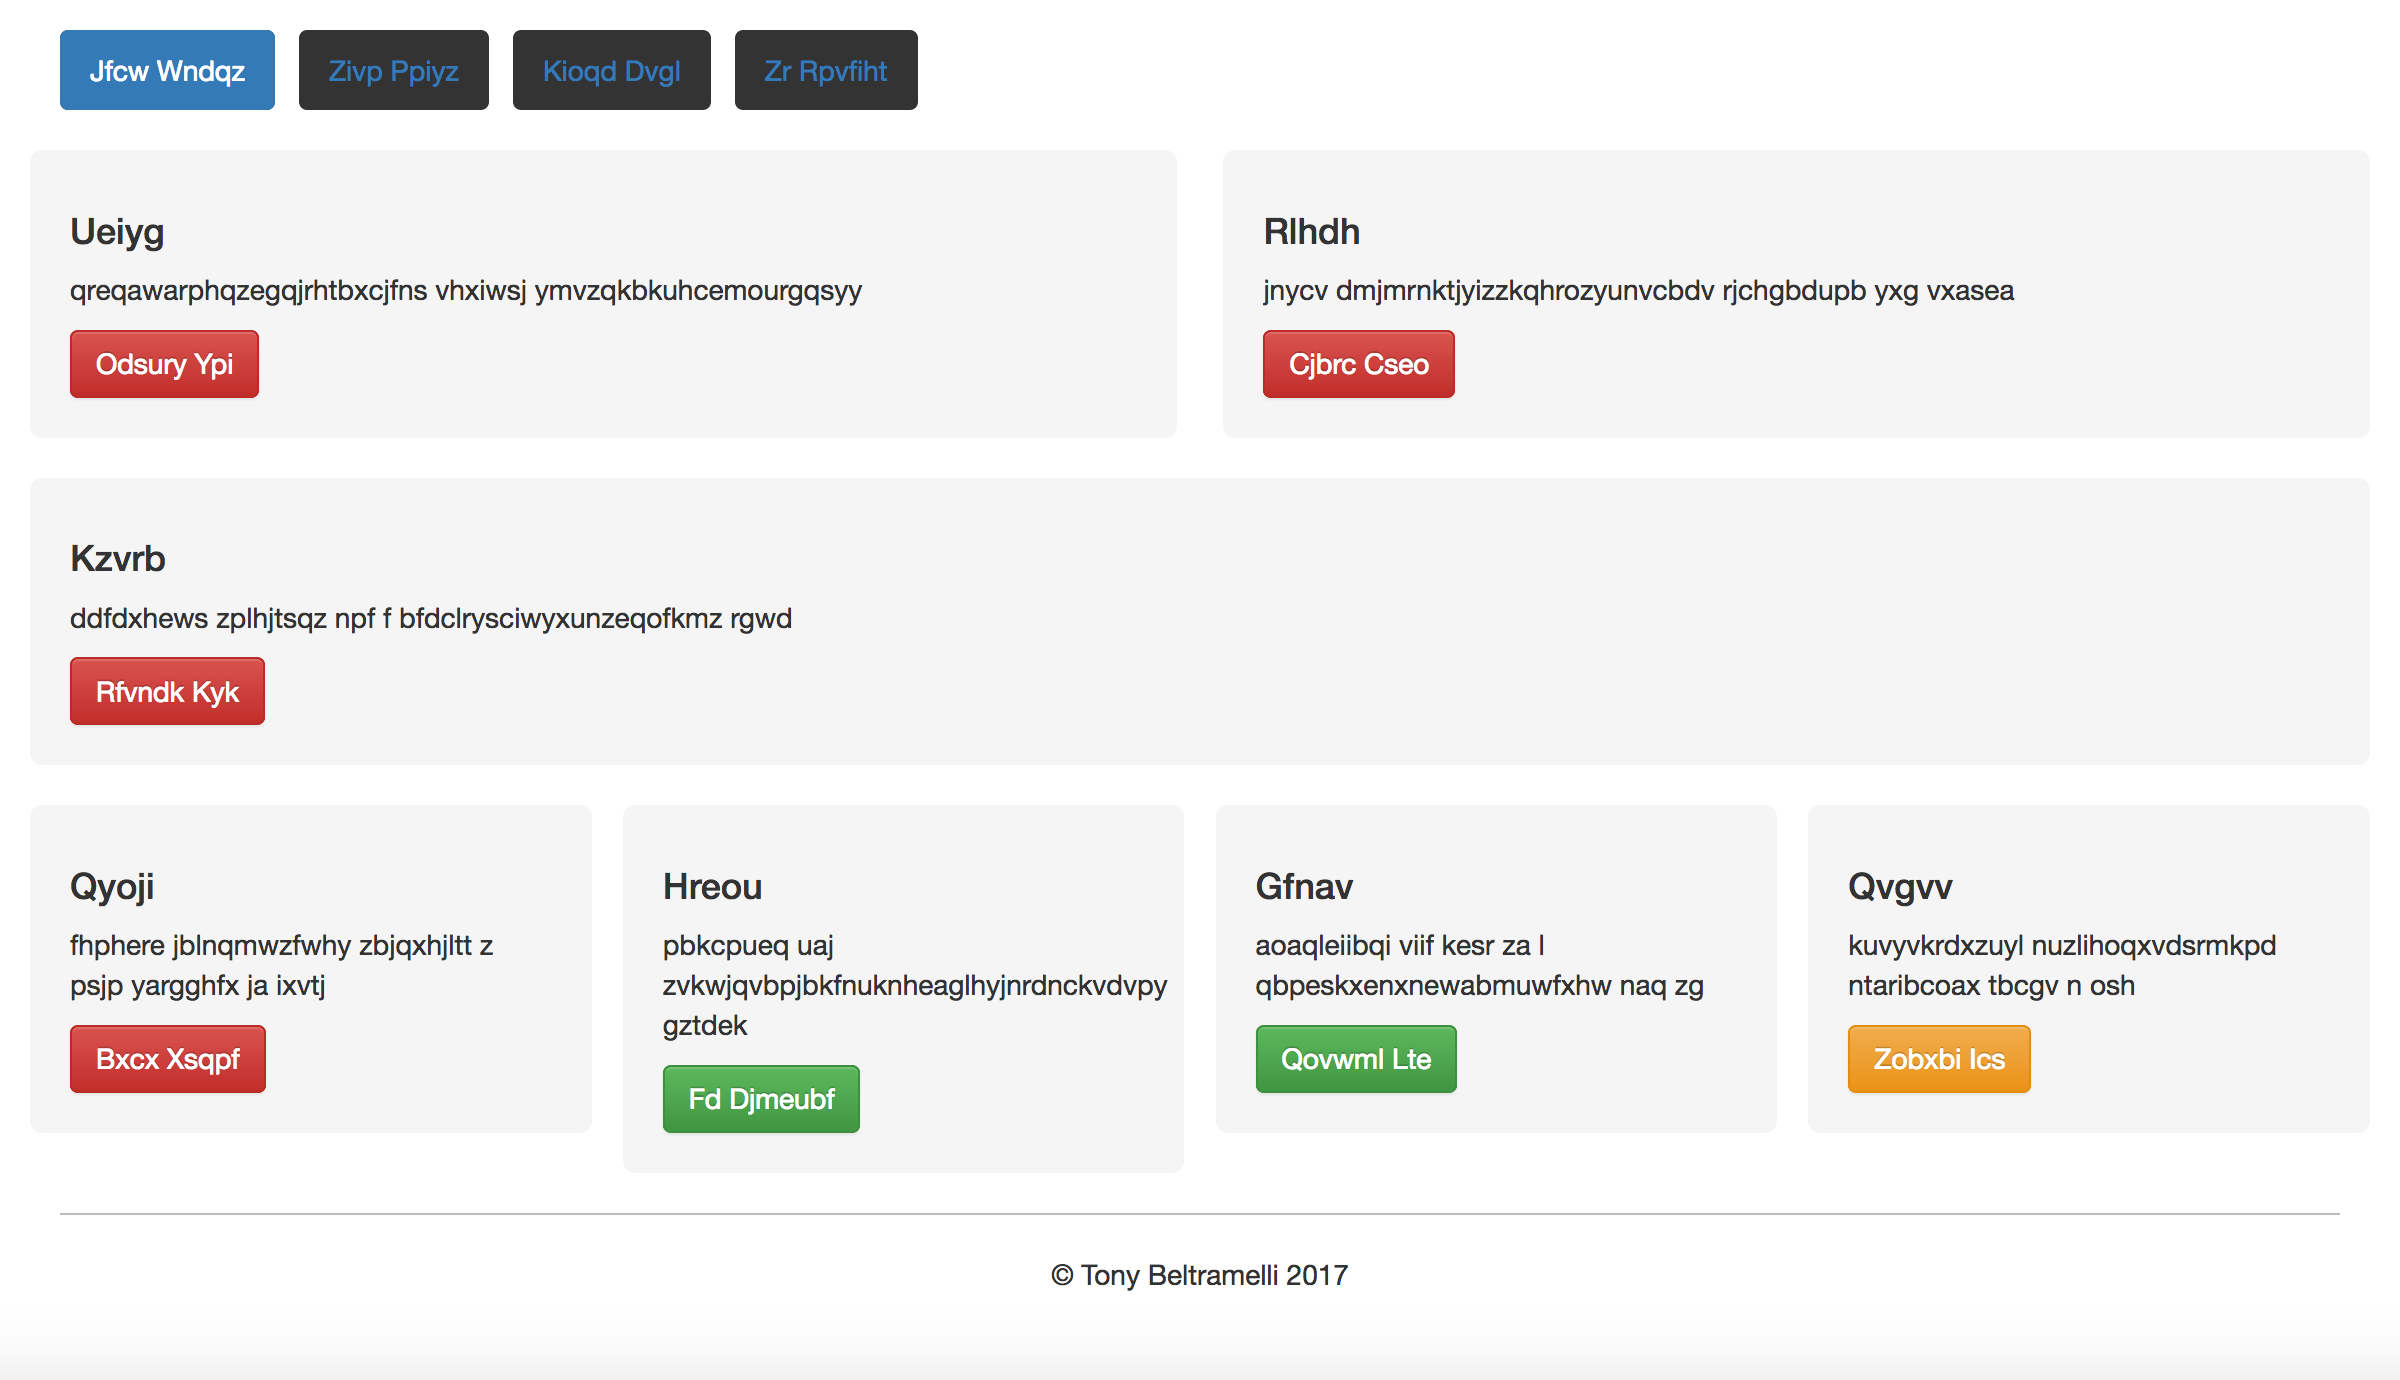 Jfcw Wndqz Zivp Ppiyz Kioqd Dvgl Zr Rpvfiht
Ueiyg
qreqawarphqzegqjrhtbxcjfns vhxiwsj ymvzqkbkuhcemourgqsyy
Odsury Ypi
Rlhdh
jnycv dmjmrnktjyizzkqhrozyunvcbdv rjchgbdupb yxg vxasea
Cjbrc Cseo
Kzvrb
ddfdxhews zplhjtsqz npf f bfdclrysciwyxunzeqofkmz rgwd
Rfvndk Kyk
Qyoji
fhphere jblnqmwzfwhy zbjqxhjltt z
psjp yargghfx ja ixvtj
Bxcx Xsqpf
Hreou
pbkcpueq uaj
zvkwjqvbpjbkfnuknheaglhyjnrdnckvdvpy
gztdek
Fd Djmeubf
Gfnav
aoaqleiibqi viif kesr za l
qbpeskxenxnewabmuwfxhw naq zg
Qovwml Lte
Qvgvv
kuvyvkrdxzuyl nuzlihoqxvdsrmkpd
ntaribcoax tbcgv n osh
Zobxbi Ics
© Tony Beltramelli 2017